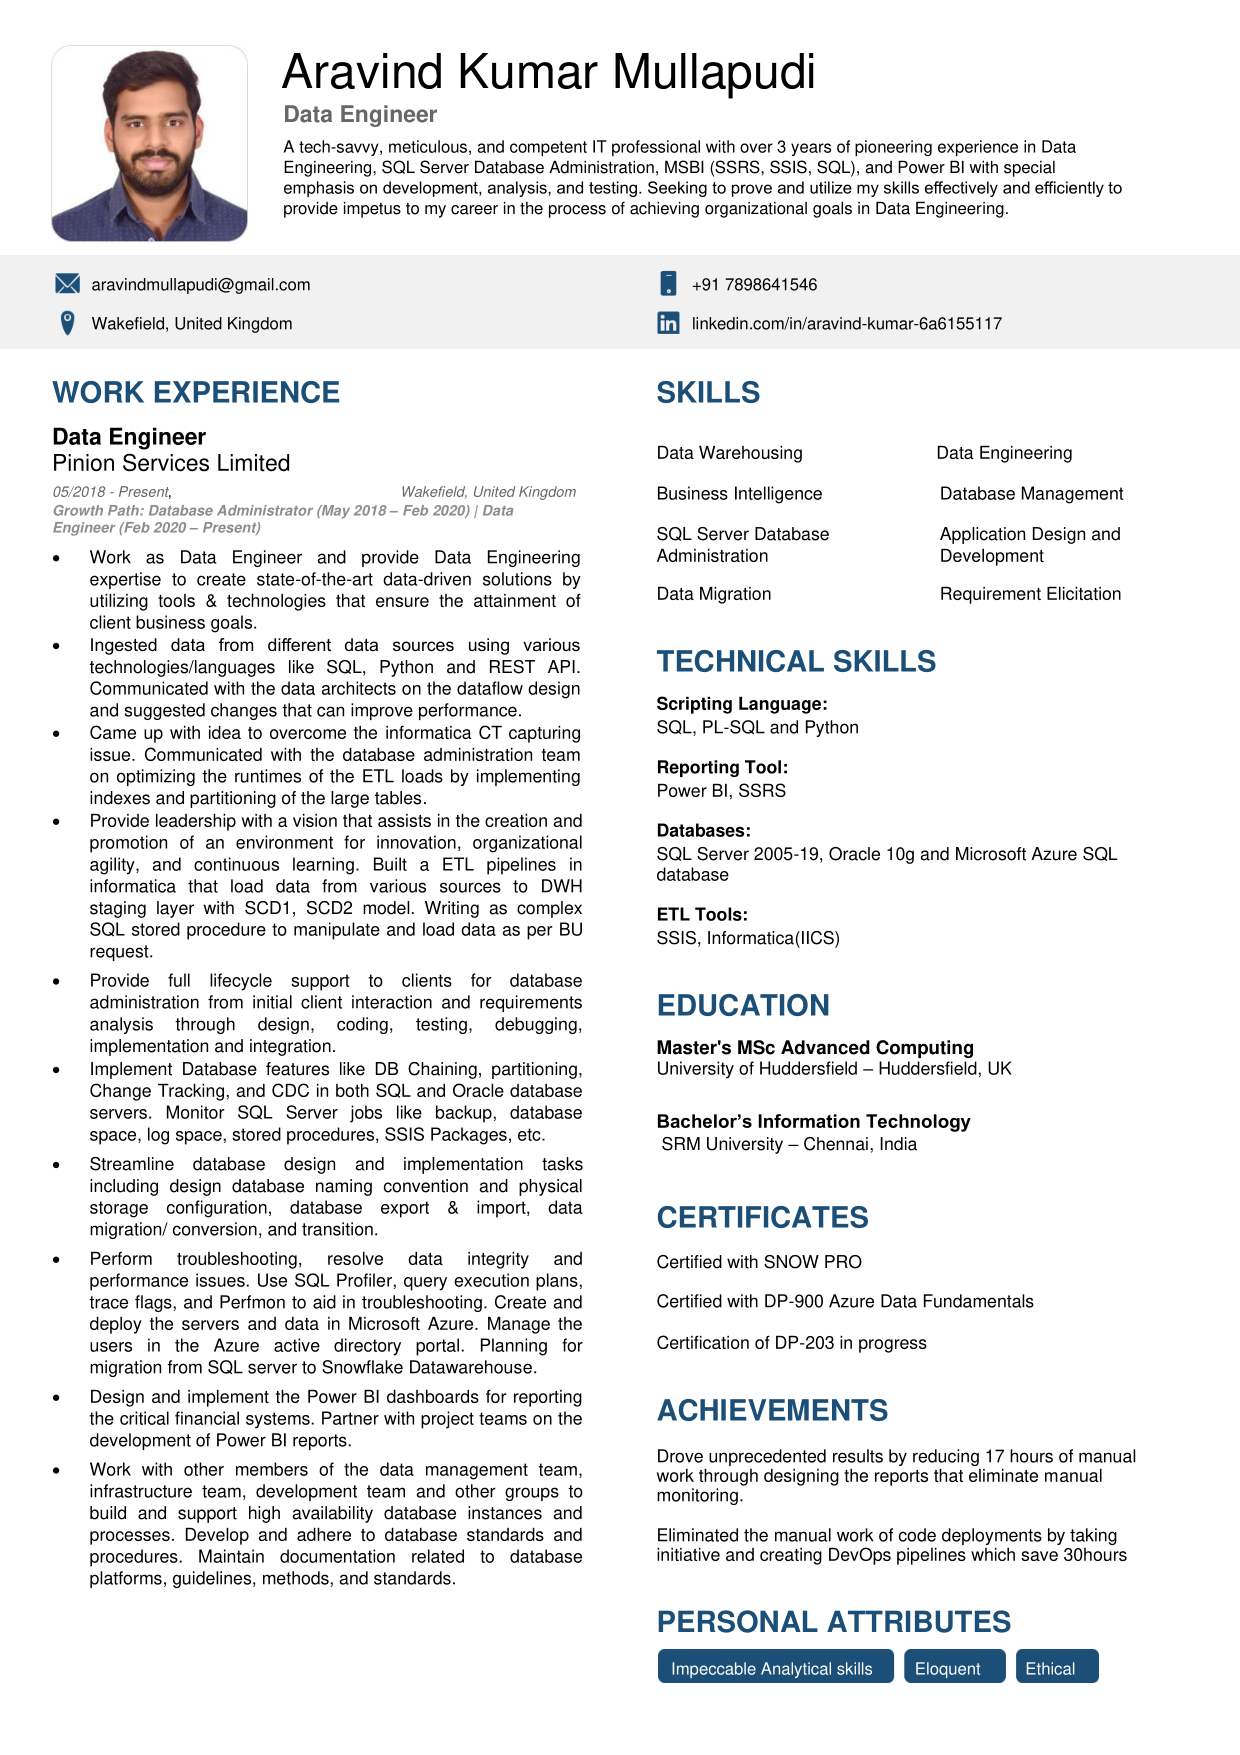 Aravind Kumar Mullapudi
Data Engineer
A tech-savvy, meticulous, and competent IT professional with over 3 years of pioneering experience in Data
Engineering, SQL Server Database Administration, MSBI (SSRS, SSIS, SQL), and Power BI with special
emphasis on development, analysis, and testing. Seeking to prove and utilize my skills effectively and efficiently to
provide impetus to my career in the process of achieving organizational goals in Data Engineering.
aravindmullapudi@gmail.com
+91 7898641546
Wakefield, United Kingdom
linkedin.com/in/aravind-kumar-6a6155117
WORK EXPERIENCE
Data Engineer
Pinion Services Limited
05/2018 - Present, Wakefield, United Kingdom
Growth Path: Database Administrator (May 2018 – Feb 2020) | Data
Engineer (Feb 2020 – Present)
• Work as Data Engineer and provide Data Engineering
expertise to create state-of-the-art data-driven solutions by
utilizing tools & technologies that ensure the attainment of
client business goals.
• Ingested data from different data sources using various
technologies/languages like SQL, Python and REST API.
Communicated with the data architects on the dataflow design
and suggested changes that can improve performance.
• Came up with idea to overcome the informatica CT capturing
issue. Communicated with the database administration team
on optimizing the runtimes of the ETL loads by implementing
indexes and partitioning of the large tables.
• Provide leadership with a vision that assists in the creation and
promotion of an environment for innovation, organizational
agility, and continuous learning. Built a ETL pipelines in
informatica that load data from various sources to DWH
staging layer with SCD1, SCD2 model. Writing as complex
SQL stored procedure to manipulate and load data as per BU
request.
• Provide full lifecycle support to clients for database
administration from initial client interaction and requirements
analysis through design, coding, testing, debugging,
implementation and integration.
• Implement Database features like DB Chaining, partitioning,
Change Tracking, and CDC in both SQL and Oracle database
servers. Monitor SQL Server jobs like backup, database
space, log space, stored procedures, SSIS Packages, etc.
• Streamline database design and implementation tasks
including design database naming convention and physical
storage configuration, database export & import, data
migration/ conversion, and transition.
• Perform troubleshooting, resolve data integrity and
performance issues. Use SQL Profiler, query execution plans,
trace flags, and Perfmon to aid in troubleshooting. Create and
deploy the servers and data in Microsoft Azure. Manage the
users in the Azure active directory portal. Planning for
migration from SQL server to Snowflake Datawarehouse.
• Design and implement the Power BI dashboards for reporting
the critical financial systems. Partner with project teams on the
development of Power BI reports.
• Work with other members of the data management team,
infrastructure team, development team and other groups to
build and support high availability database instances and
processes. Develop and adhere to database standards and
procedures. Maintain documentation related to database
platforms, guidelines, methods, and standards.
SKILLS
Data Warehousing Data Engineering
Business Intelligence Database Management
SQL Server Database Application Design and
Administration Development
Data Migration Requirement Elicitation
TECHNICAL SKILLS
Scripting Language:
SQL, PL-SQL and Python
Reporting Tool:
Power BI, SSRS
Databases:
SQL Server 2005-19, Oracle 10g and Microsoft Azure SQL
database
ETL Tools:
SSIS, Informatica(IICS)
EDUCATION
Master's MSc Advanced Computing
University of Huddersfield – Huddersfield, UK
Bachelor’s Information Technology
SRM University – Chennai, India
CERTIFICATES
Certified with SNOW PRO
Certified with DP-900 Azure Data Fundamentals
Certification of DP-203 in progress
ACHIEVEMENTS
Drove unprecedented results by reducing 17 hours of manual
work through designing the reports that eliminate manual
monitoring.
Eliminated the manual work of code deployments by taking
initiative and creating DevOps pipelines which save 30hours
PERSONAL ATTRIBUTES
Impeccable Analytical skills Eloquent Ethical